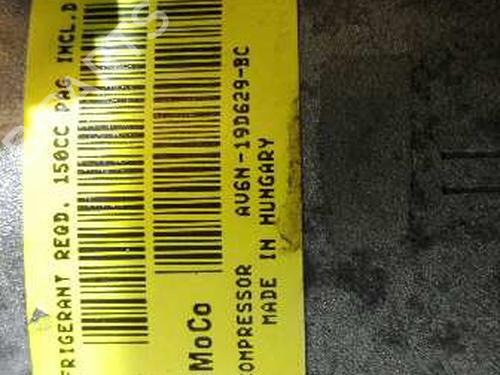 FRIGERANT REQD. 150CC PAG INCL.D
MoCo
COMPRESSOR AV6N-19D629-BC
MADE IN HUNGARY